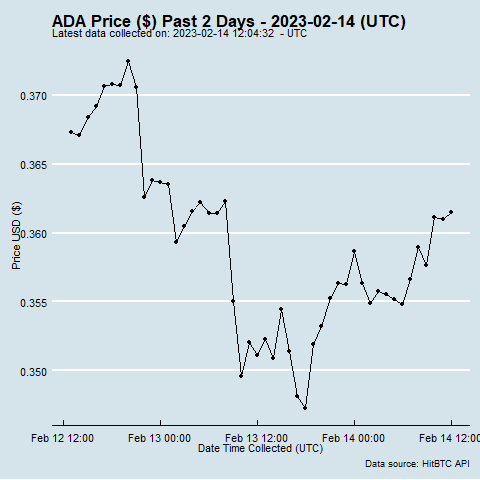 ADA Price ($) Past 2 Days - 2023-02-14 (UTC)
Latest data collected on: 2023-02-14 12:04:32 - UTC
0.370
0.365
0.360
0.355
0.350
Price USD ($)
Feb 12 12:00 Feb 13 00:00 Feb 13 12:00 Feb 14 00:00 Feb 14 12:00
Date Time Collected (UTC)
Data source: HitBTC API